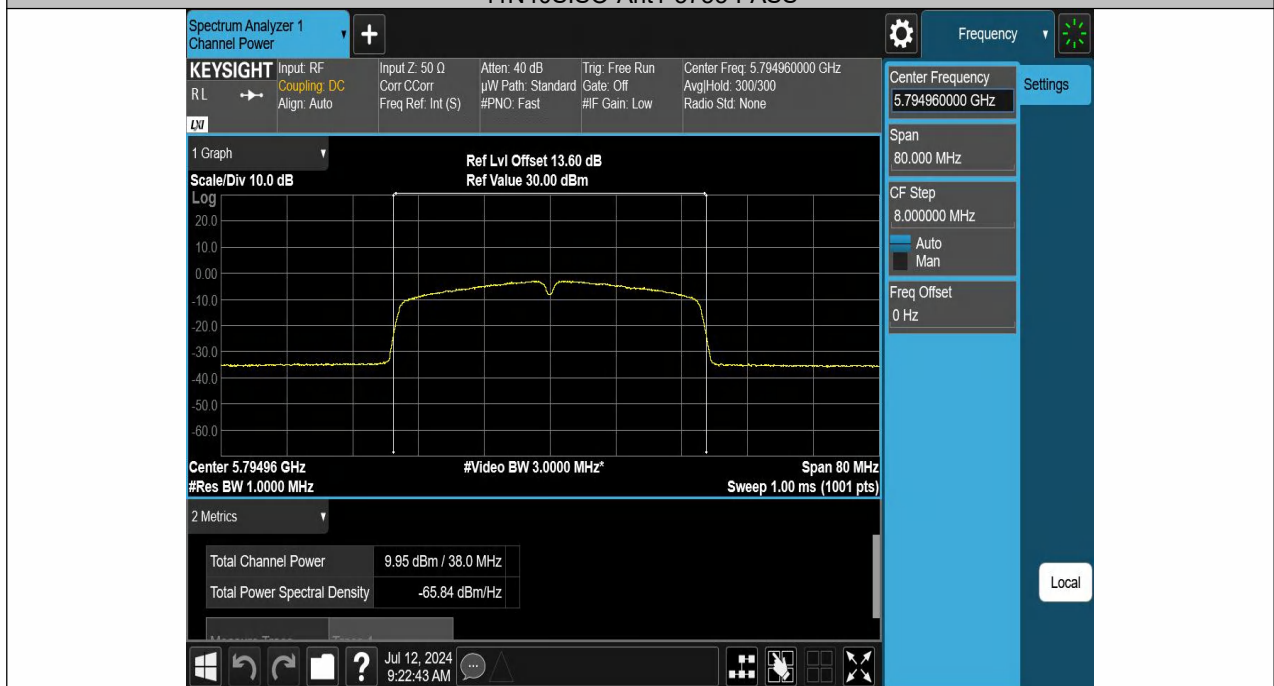 Spectrum Analyzer 1
Channel Power
+
Frequency
KEYSIGHT
RL
LXI
Input: RF
Coupling: DC
Align: Auto
Input Z: 50 Ω
Corr CCorr
Freq Ref: Int (S)
Atten: 40 dB
µW Path: Standard
#PNO: Fast
Trig: Free Run
Gate: Off
#IF Gain: Low
Center Freq: 5.794960000 GHz
Avg|Hold: 300/300
Radio Std: None
Center Frequency
5.794960000 GHz
Settings
Span
80.000 MHz
CF Step
8.000000 MHz
Auto
Man
Freq Offset
0 Hz
Local
1 Graph
Ref Lvl Offset 13.60 dB
Scale/Div 10.0 dB
Ref Value 30.00 dBm
Log
20.0
10.0
0.00
-10.0
-20.0
-30.0
-40.0
-50.0
-60.0
Center 5.79496 GHz
#Video BW 3.0000 MHz*
Span 80 MHz
#Res BW 1.0000 MHz
Sweep 1.00 ms (1001 pts)
2 Metrics
Total Channel Power
9.95 dBm / 38.0 MHz
Total Power Spectral Density
-65.84 dBm/Hz
?
Jul 12, 2024
9:22:43 AM